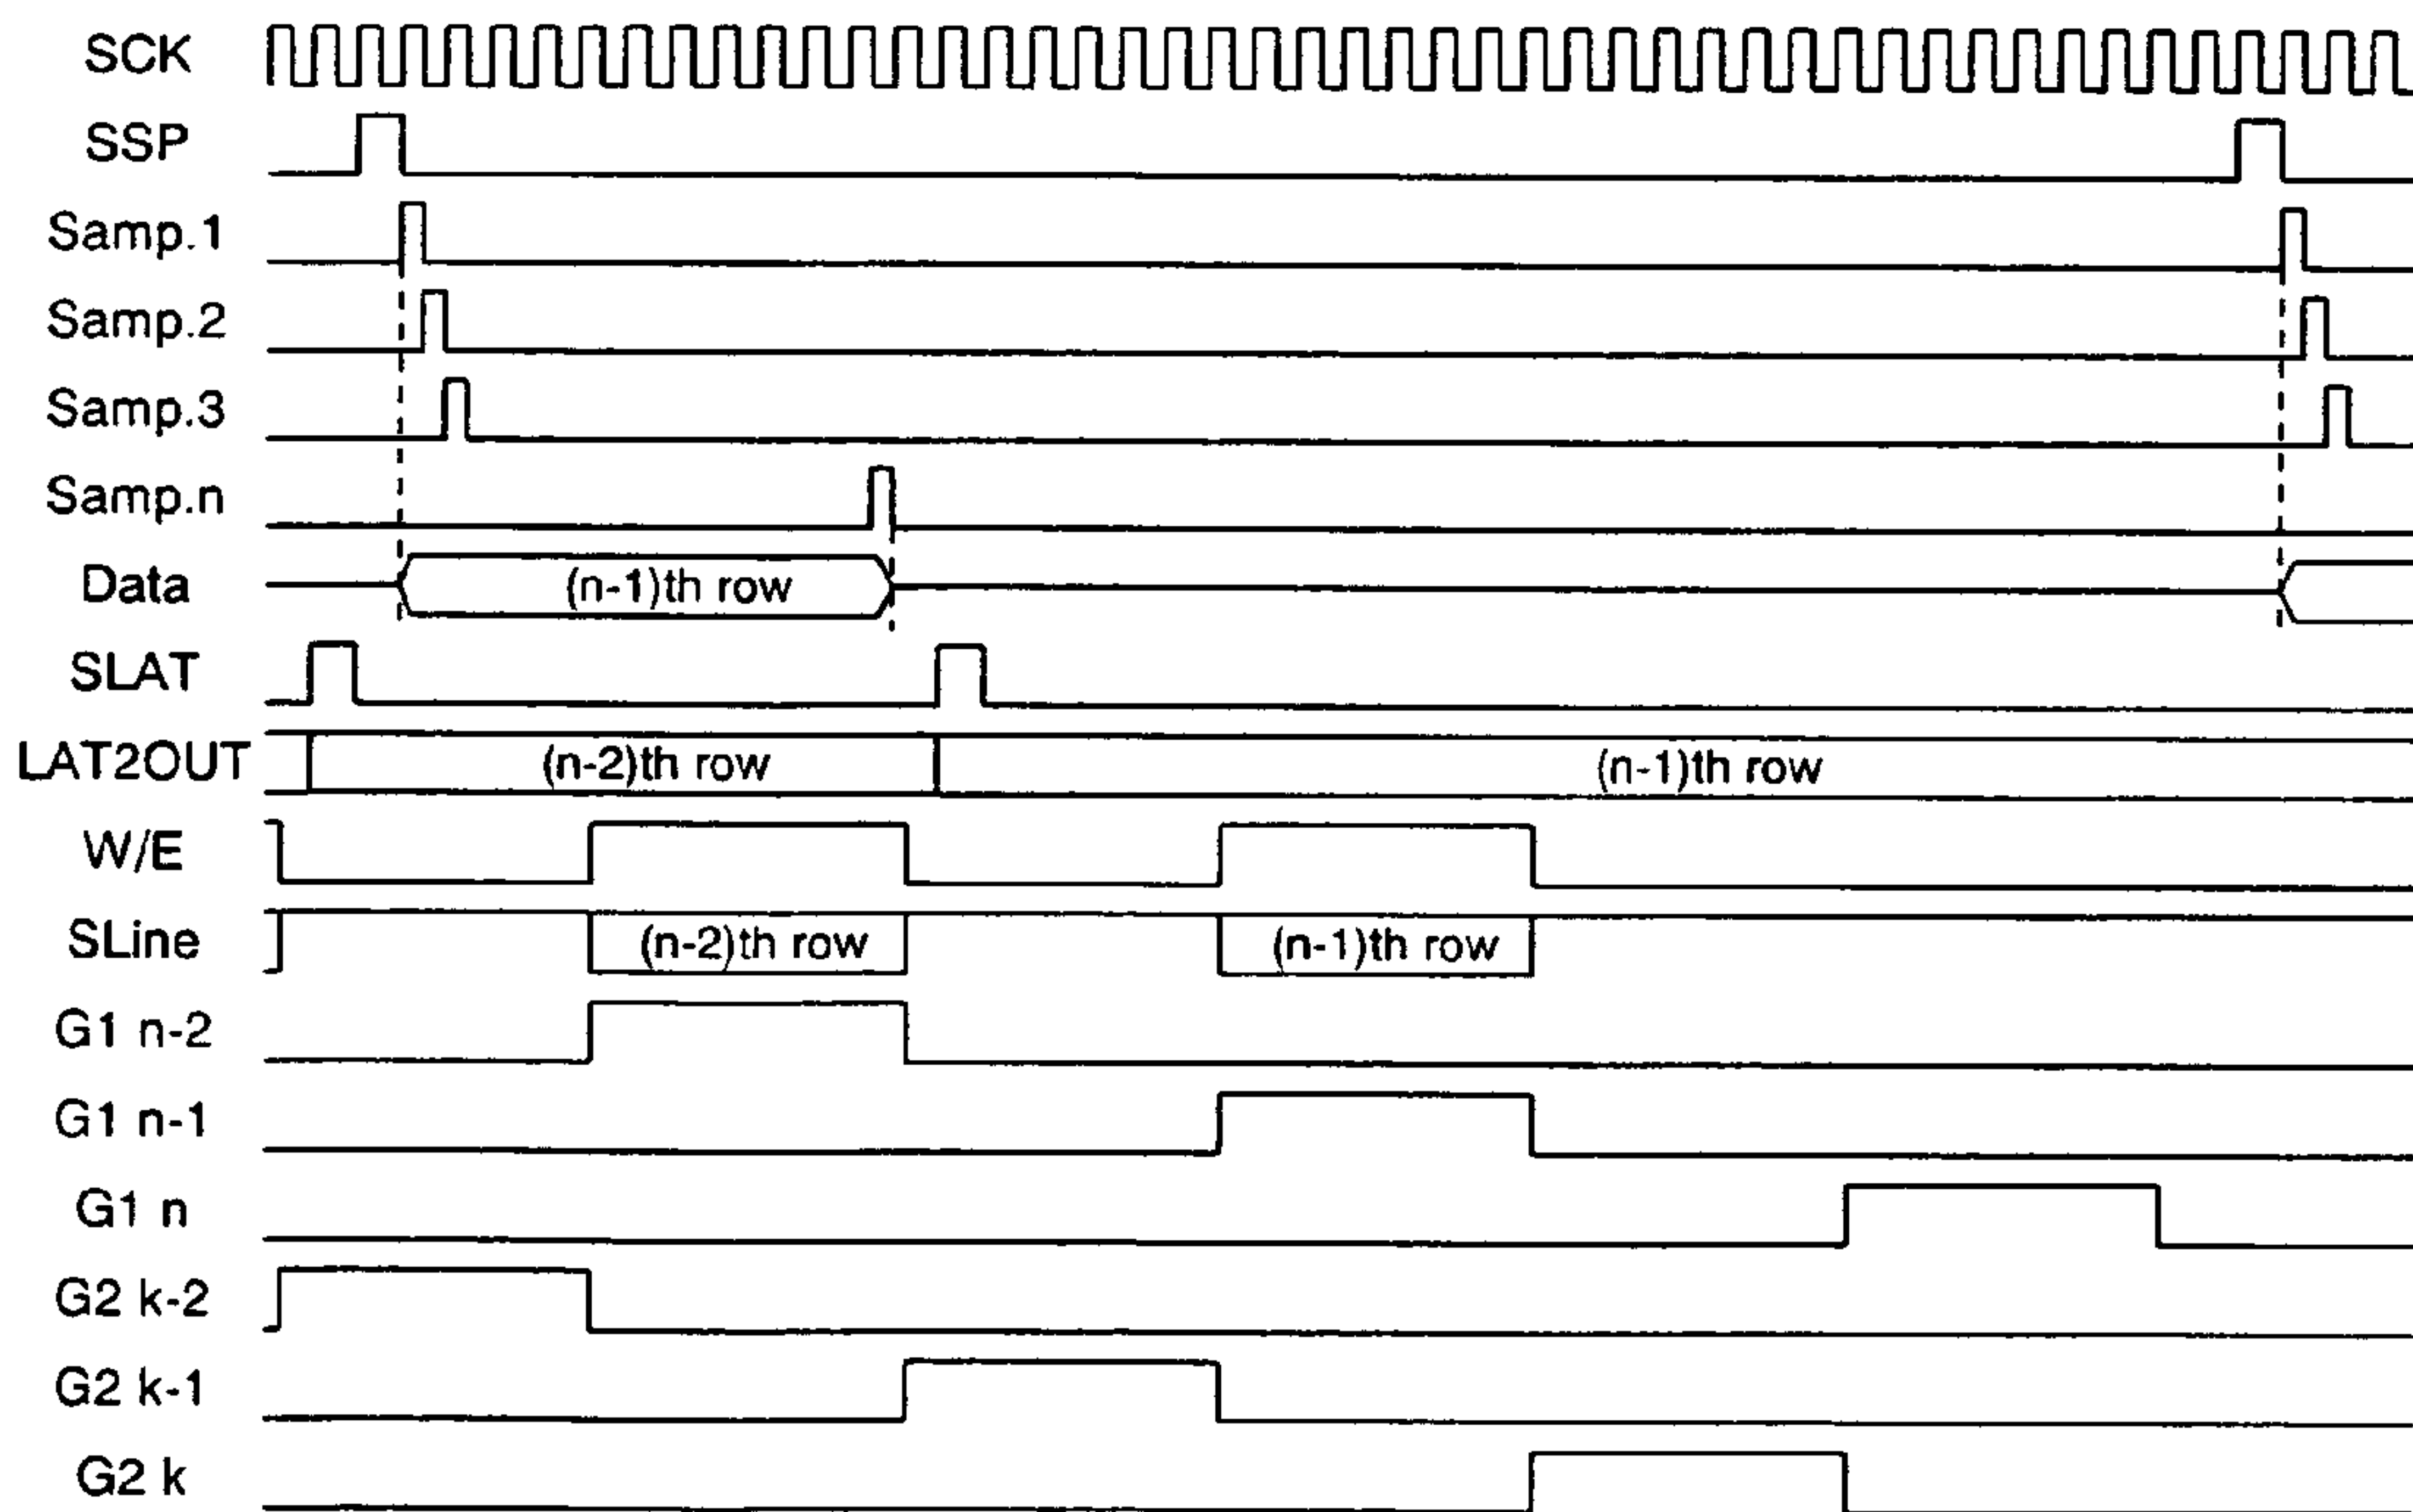 SCK
SSP
Samp.1
Samp.2
Samp.3
Samp.n
Data (n-1)th row
SLAT
LAT2OUT (n-2)th row (n-1)th row
W/E
SLine (n-2)th row (n-1)th row
G1 n-2
G1 n-1
G1 n
G2 k-2
G2 k-1
G2 k